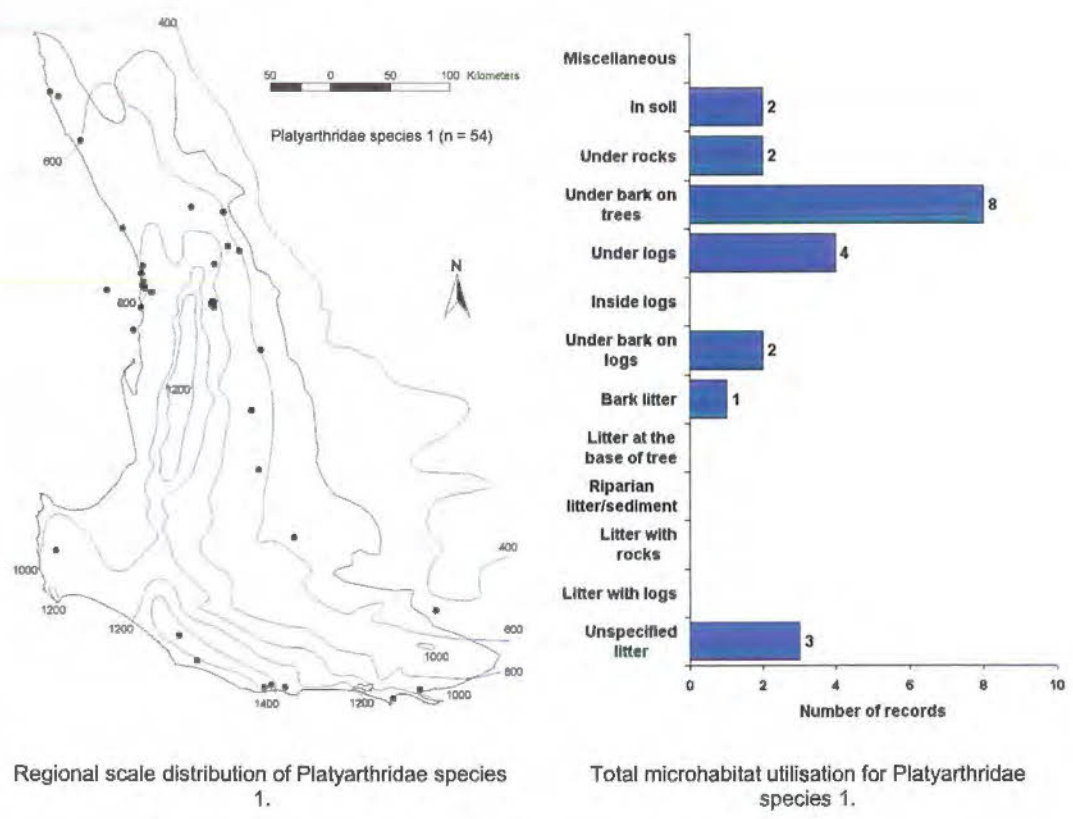 400
50 0 50 100 Kilometers
Platyarthridae species 1 (n = 54)
600
N
800
1200
400
1000
1200
1200
600
1000
800
1000
1200
1400
Miscellaneous
In soil
2
Under rocks
2
Under bark on
trees
8
Under logs
4
Inside logs
Under bark on
logs
2
Bark litter
1
Litter at the
base of tree
Riparian
litter/sediment
Litter with
rocks
Litter with logs
Unspecified
litter
3
0 2 4 6 8 10
Number of records
Regional scale distribution of Platyarthridae species
1.
Total microhabitat utilisation for Platyarthridae
species 1.